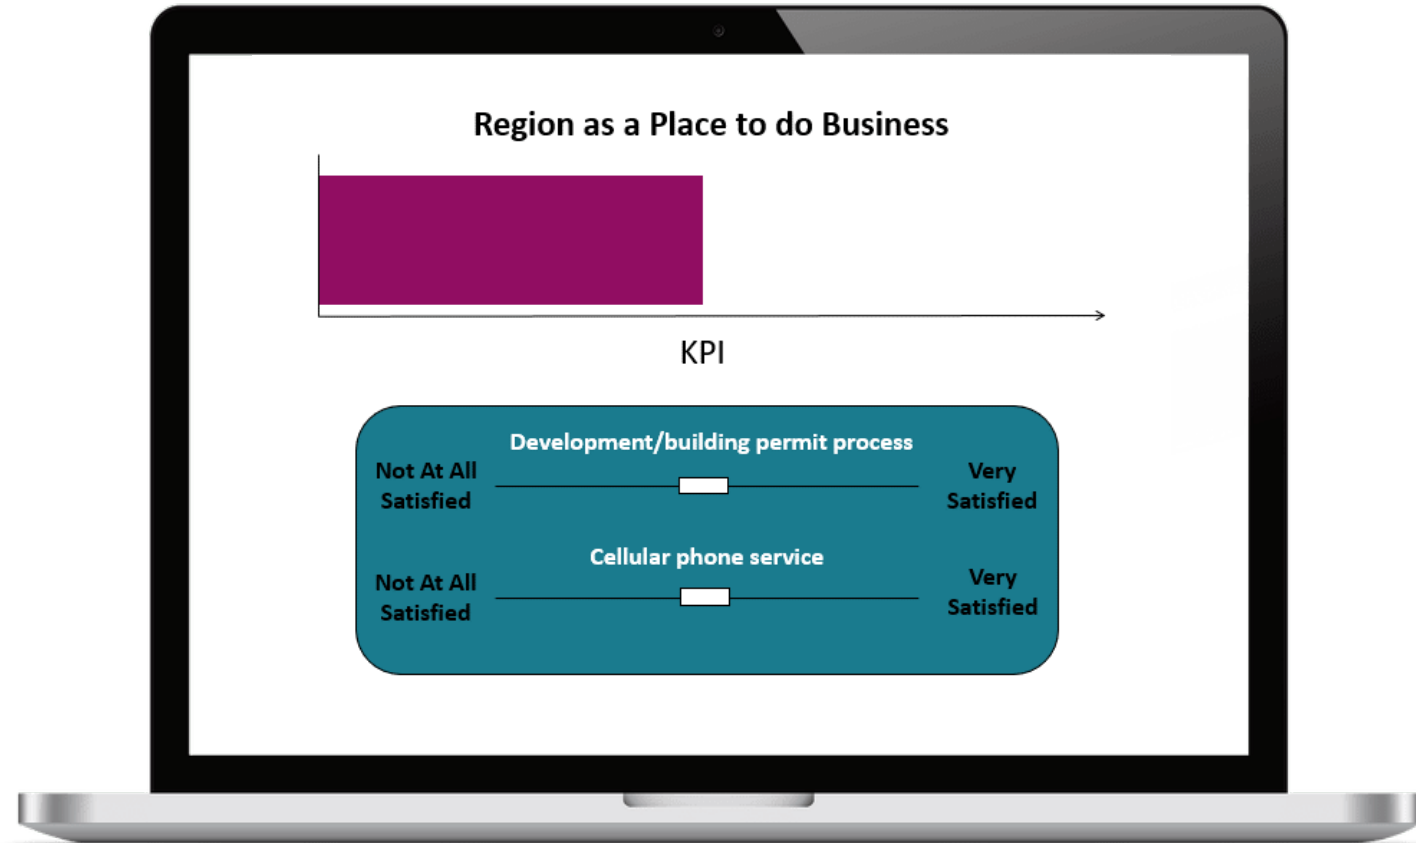 Region as a Place to do Business
KPI
Development/building permit process
Not At All
Satisfied
Very
Satisfied
Cellular phone service
Not At All
Satisfied
Very
Satisfied